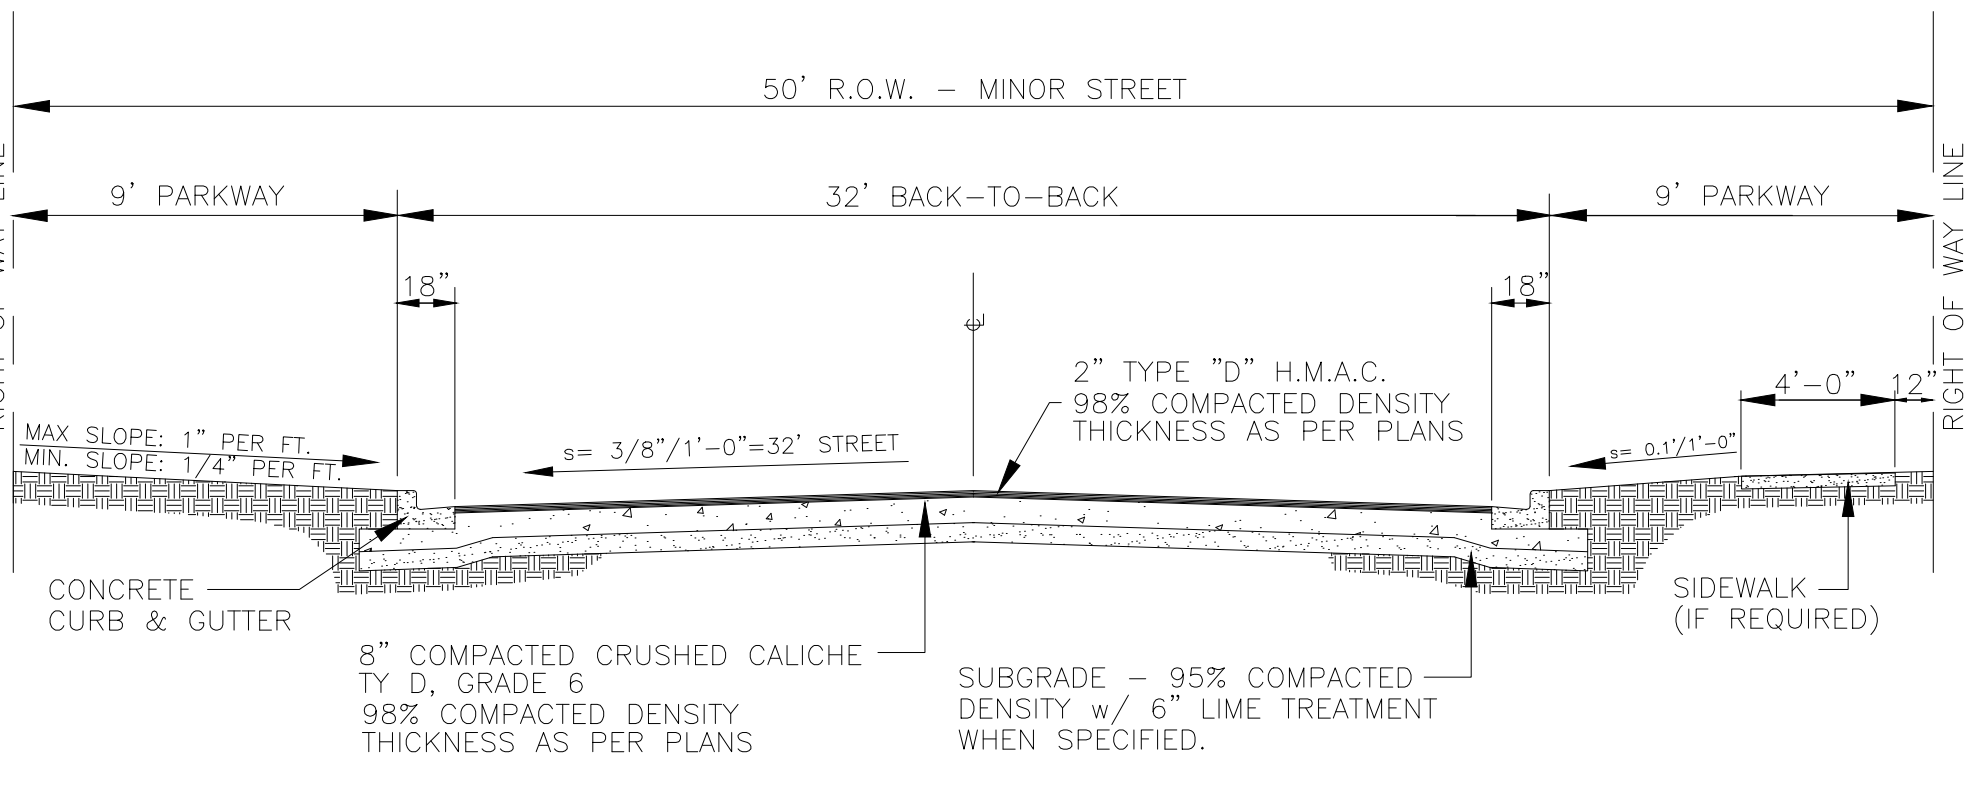 50' R.O.W. – MINOR STREET
9' PARKWAY
32' BACK–TO–BACK
9' PARKWAY
18"
18"
℄
2" TYPE "D" H.M.A.C.
98% COMPACTED DENSITY
THICKNESS AS PER PLANS
4'–0"
12"
RIGHT OF WAY LINE
WAY LINE
MAX SLOPE: 1" PER FT.
MIN. SLOPE: 1/4" PER FT.
s= 3/8"/1'–0"=32' STREET
s= 0.1'/1'–0"
CONCRETE
CURB & GUTTER
SIDEWALK
(IF REQUIRED)
8" COMPACTED CRUSHED CALICHE
TY D, GRADE 6
98% COMPACTED DENSITY
THICKNESS AS PER PLANS
SUBGRADE – 95% COMPACTED
DENSITY w/ 6" LIME TREATMENT
WHEN SPECIFIED.